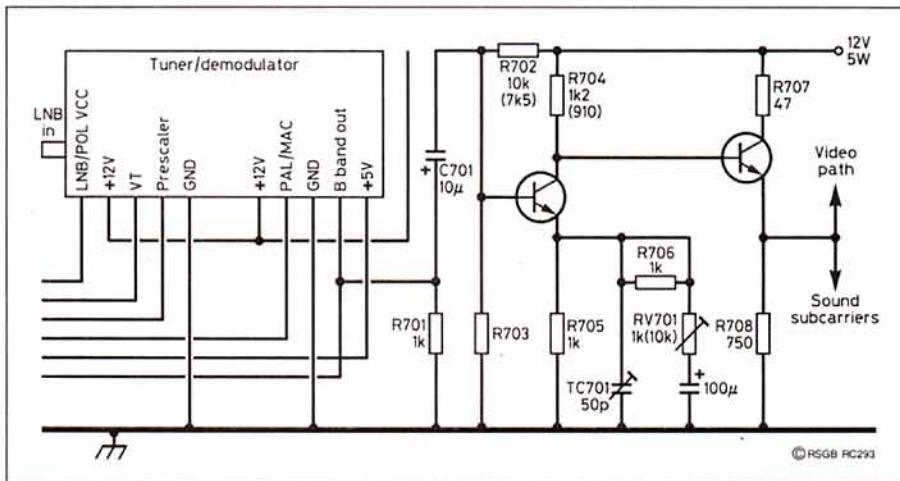 Tuner/demodulator
LNB
in
LNB/POL VCC
+12V
VT
Prescaler
GND
+12V
PAL/MAC
GND
B band out
+5V
C701
10μ
+
R701
1k
R702
10k
(7k5)
R703
R704
1k2
(910)
R705
1k
R706
1k
RV701
1k(10k)
TC701
50p
+
100μ
R707
47
R708
750
12V
5W
Video
path
Sound
subcarriers
©RSGB RC293